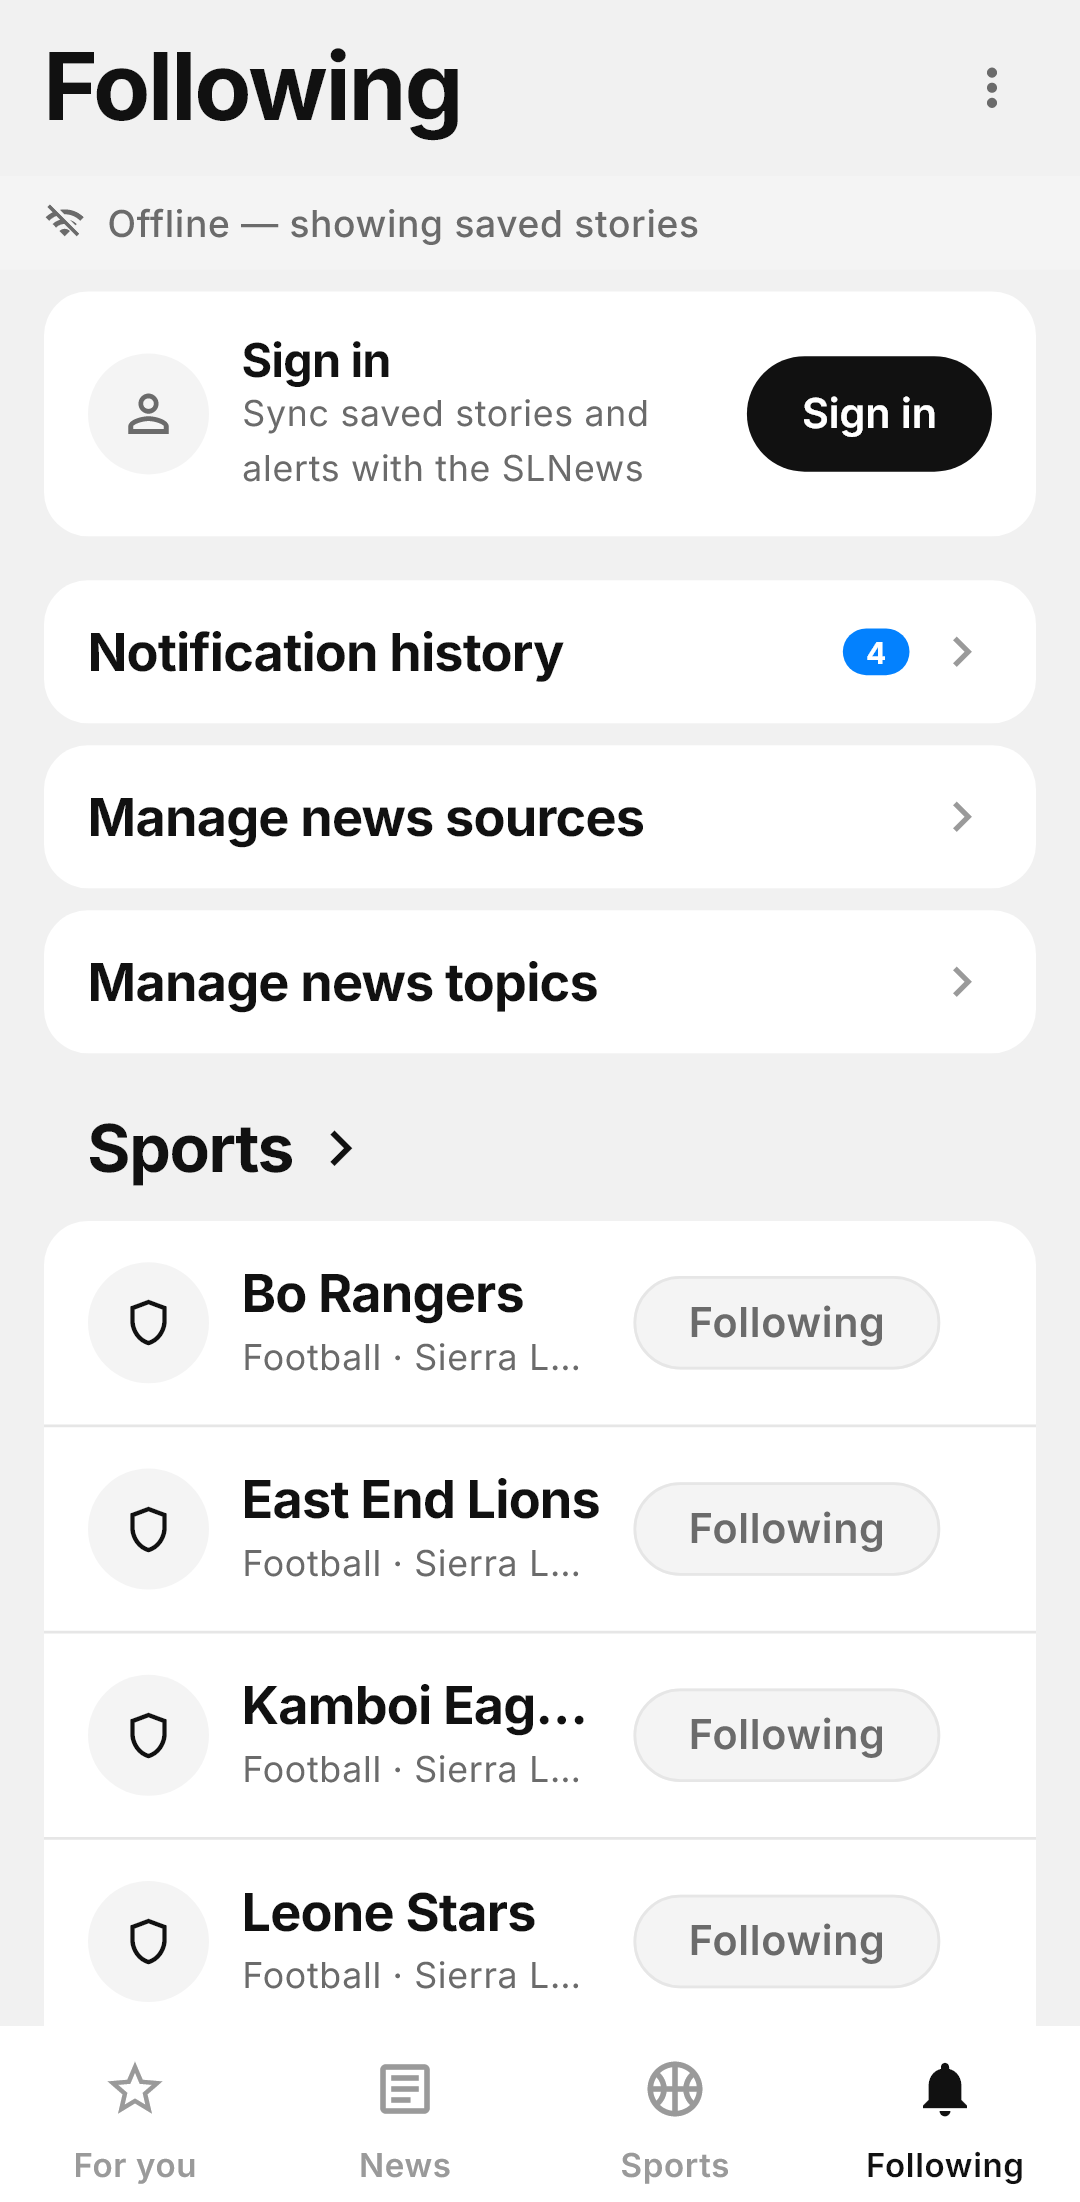 Following
Offline — showing saved stories
Sign in
Sync saved stories and
alerts with the SLNews
Sign in
Notification history
4
Manage news sources
Manage news topics
Sports
Bo Rangers
Football · Sierra L...
Following
East End Lions
Football · Sierra L...
Following
Kamboi Eag...
Football · Sierra L...
Following
Leone Stars
Football · Sierra L...
Following
For you
News
Sports
Following